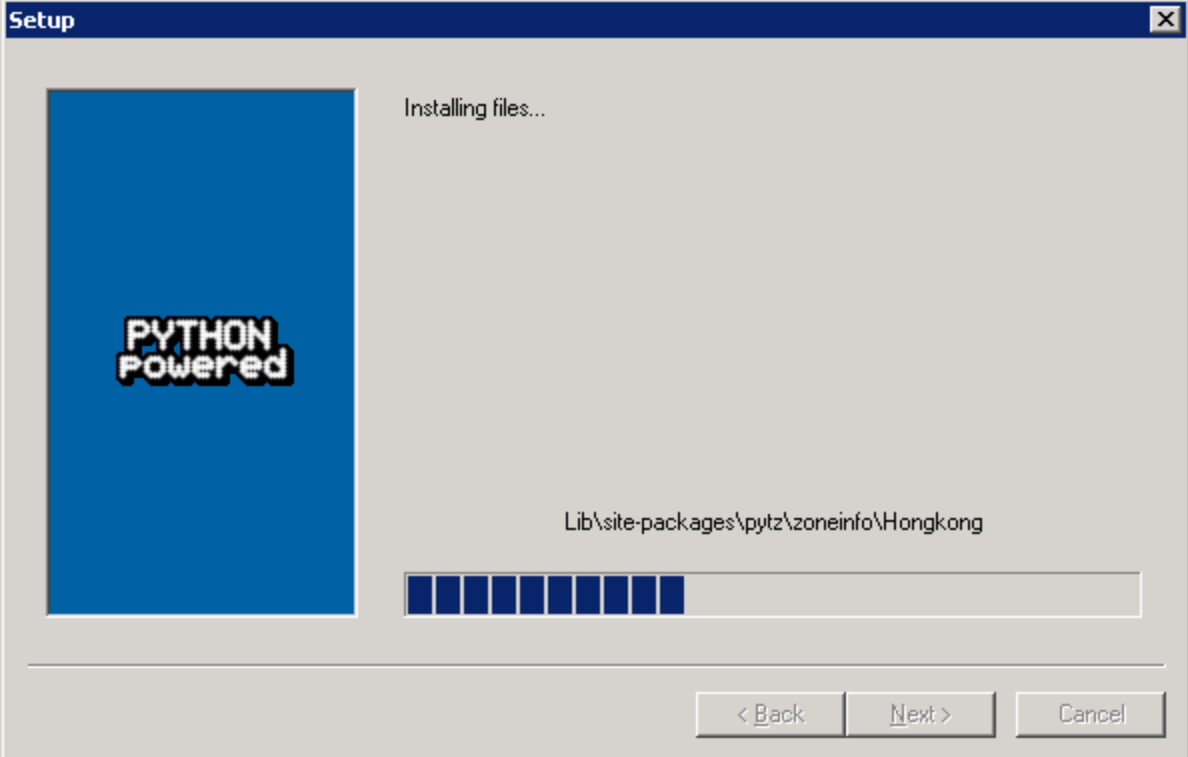 Setup
Installing files...
PYTHON
powered
Lib\site-packages\pytz\zoneinfo\Hongkong
< Back
Next >
Cancel